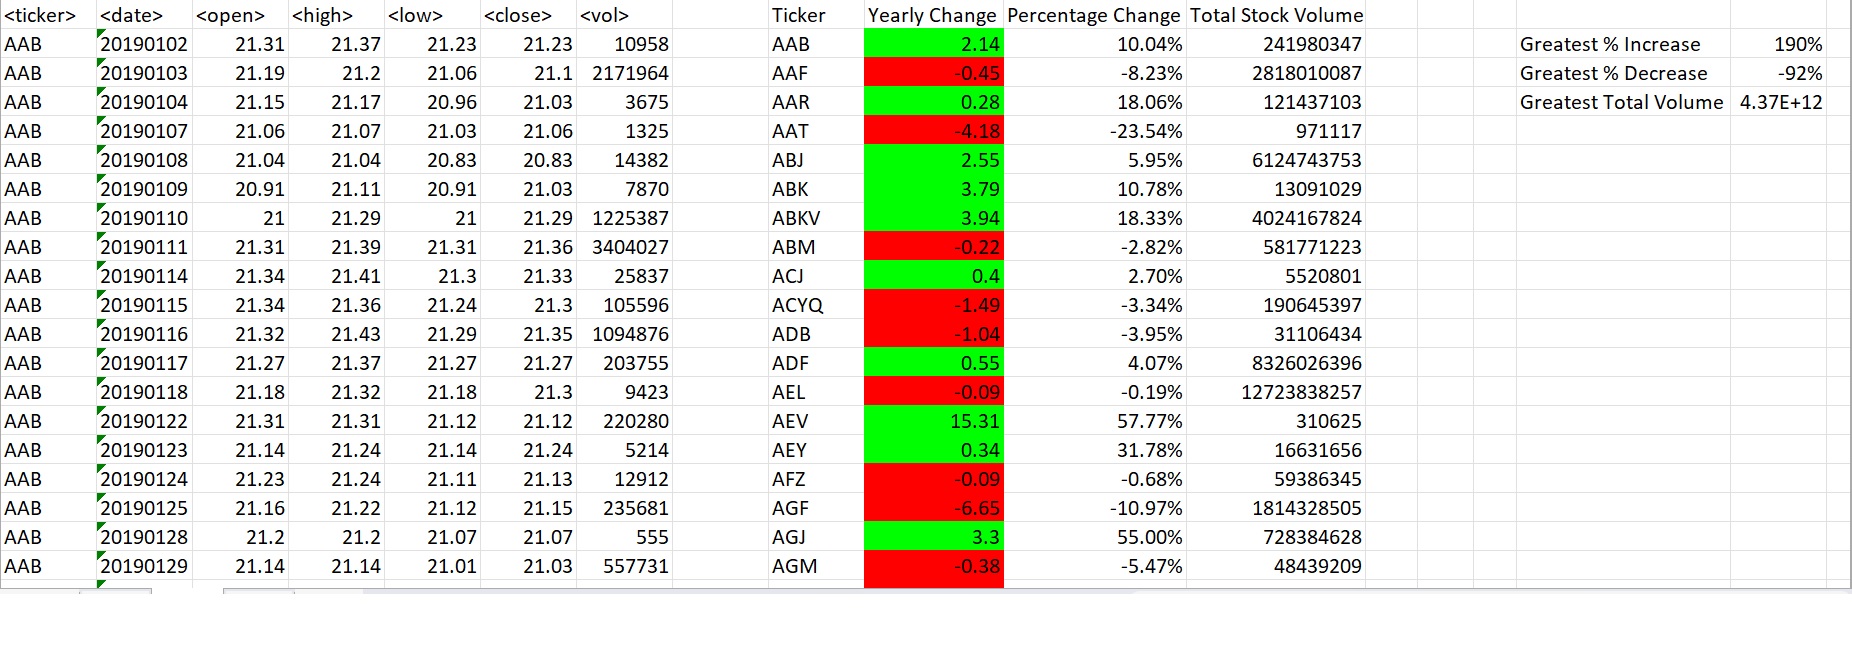 <ticker> <date> <open> <high> <low> <close> <vol> Ticker Yearly Change Percentage Change Total Stock Volume
AAB 20190102 21.31 21.37 21.23 21.23 10958 AAB 2.14 10.04% 241980347 Greatest % Increase 190%
AAB 20190103 21.19 21.2 21.06 21.1 2171964 AAF -0.45 -8.23% 2818010087 Greatest % Decrease -92%
AAB 20190104 21.15 21.17 20.96 21.03 3675 AAR 0.28 18.06% 121437103 Greatest Total Volume 4.37E+12
AAB 20190107 21.06 21.07 21.03 21.06 1325 AAT -4.18 -23.54% 971117
AAB 20190108 21.04 21.04 20.83 20.83 14382 ABJ 2.55 5.95% 6124743753
AAB 20190109 20.91 21.11 20.91 21.03 7870 ABK 3.79 10.78% 13091029
AAB 20190110 21 21.29 21 21.29 1225387 ABKV 3.94 18.33% 4024167824
AAB 20190111 21.31 21.39 21.31 21.36 3404027 ABM -0.22 -2.82% 581771223
AAB 20190114 21.34 21.41 21.3 21.33 25837 ACJ 0.4 2.70% 5520801
AAB 20190115 21.34 21.36 21.24 21.3 105596 ACYQ -1.49 -3.34% 190645397
AAB 20190116 21.32 21.43 21.29 21.35 1094876 ADB -1.04 -3.95% 31106434
AAB 20190117 21.27 21.37 21.27 21.27 203755 ADF 0.55 4.07% 8326026396
AAB 20190118 21.18 21.32 21.18 21.3 9423 AEL -0.09 -0.19% 12723838257
AAB 20190122 21.31 21.31 21.12 21.12 220280 AEV 15.31 57.77% 310625
AAB 20190123 21.14 21.24 21.14 21.24 5214 AEY 0.34 31.78% 16631656
AAB 20190124 21.23 21.24 21.11 21.13 12912 AFZ -0.09 -0.68% 59386345
AAB 20190125 21.16 21.22 21.12 21.15 235681 AGF -6.65 -10.97% 1814328505
AAB 20190128 21.2 21.2 21.07 21.07 555 AGJ 3.3 55.00% 728384628
AAB 20190129 21.14 21.14 21.01 21.03 557731 AGM -0.38 -5.47% 48439209